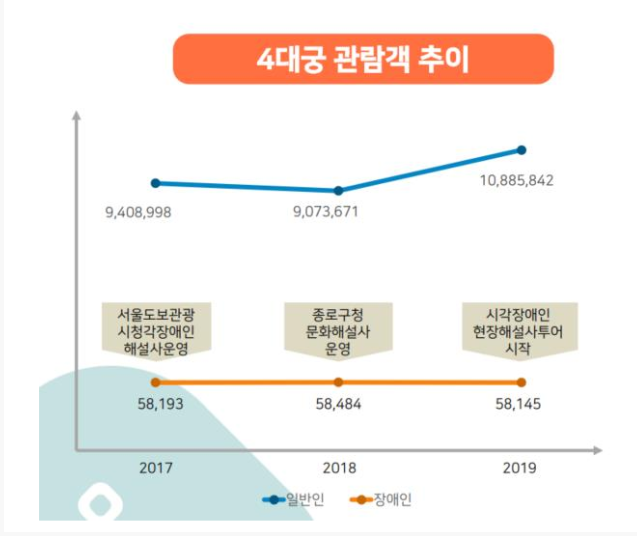 4대궁 관람객 추이
9,408,998
9,073,671
10,885,842
서울도보관광
시청각장애인
해설사운영
종로구청
문화해설사
운영
시각장애인
현장해설사투어
시작
58,193
58,484
58,145
2017
2018
2019
일반인
장애인